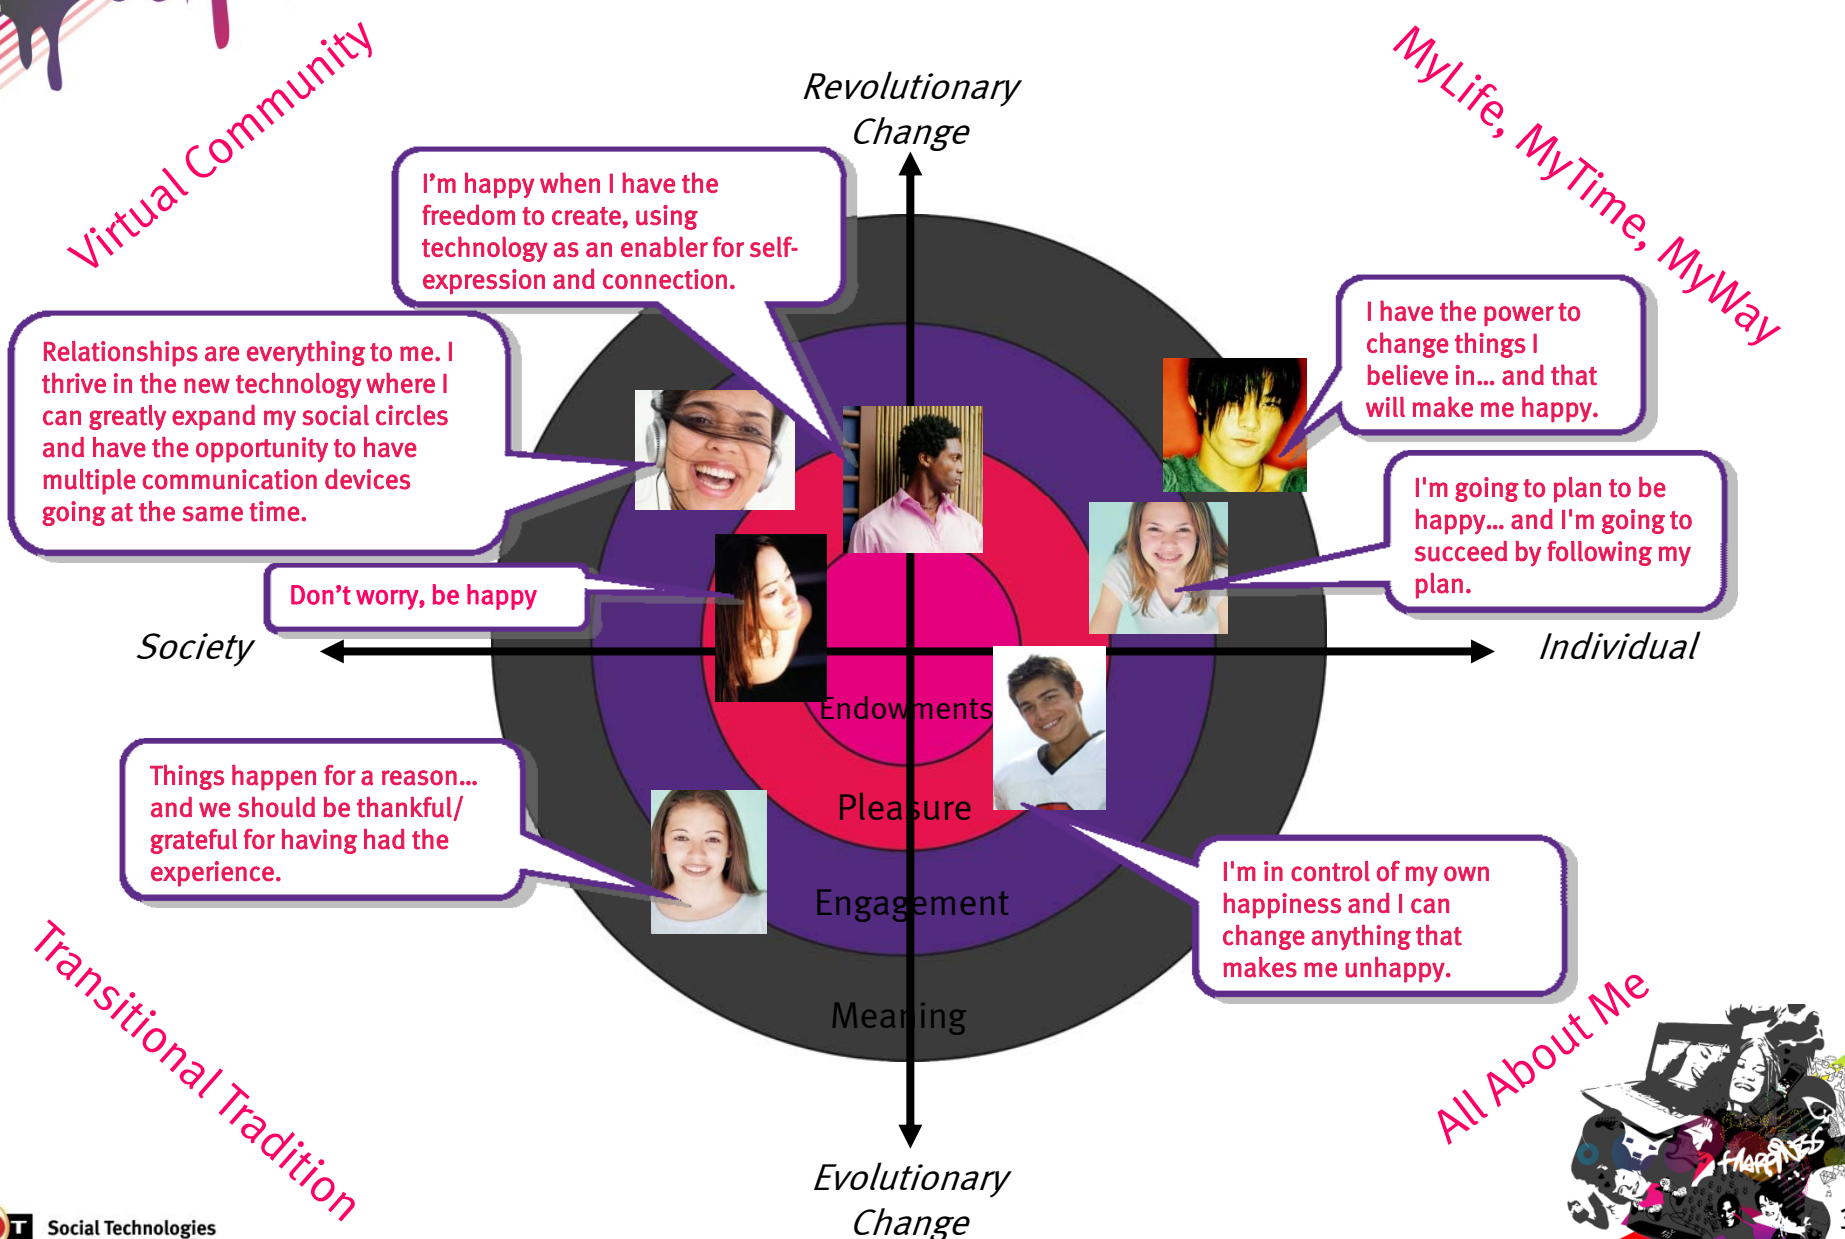 Virtual Community
MyLife, MyTime, MyWay
Revolutionary
Change
I’m happy when I have the
freedom to create, using
technology as an enabler for self-
expression and connection.
Relationships are everything to me. I
thrive in the new technology where I
can greatly expand my social circles
and have the opportunity to have
multiple communication devices
going at the same time.
I have the power to
change things I
believe in... and that
will make me happy.
I'm going to plan to be
happy... and I'm going to
succeed by following my
plan.
Don’t worry, be happy
Society
Individual
Endowments
Pleasure
Engagement
Meaning
Things happen for a reason...
and we should be thankful/
grateful for having had the
experience.
I'm in control of my own
happiness and I can
change anything that
makes me unhappy.
Transitional Tradition
All About Me
Evolutionary
Change
HAPPINESS
T
Social Technologies